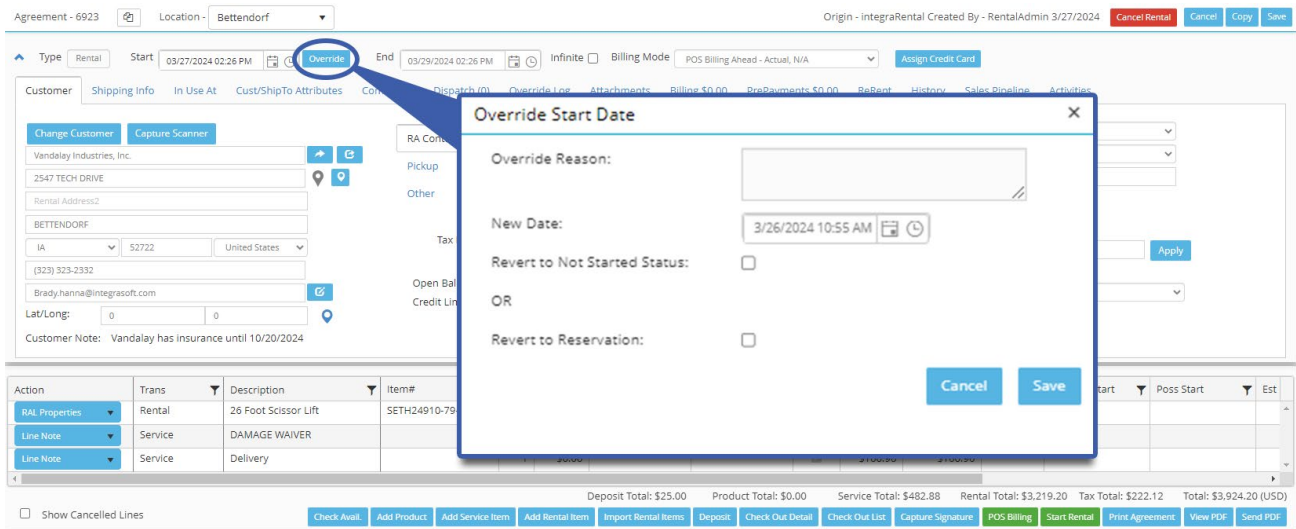 Agreement - 6923 Location - Bettendorf Origin - integraRental Created By - RentalAdmin 3/27/2024 Cancel Rental Cancel Copy Save
Type Rental Start 03/27/2024 02:26 PM Override End 03/29/2024 02:26 PM Infinite Billing Mode POS Billing Ahead - Actual, N/A Assign Credit Card
Customer Shipping Info In Use At Cust/ShipTo Attributes Dispatch (0) Override Log Attachments Billing $0.00 PrePayments $0.00 ReRent History Sales Pipeline Activities
Change Customer Capture Scanner
Vandalay Industries, Inc.
2547 TECH DRIVE
Rental Address2
BETTENDORF
IA 52722 United States
(323) 323-2332
Brady.hanna@integrasoft.com
Lat/Long: 0 0
Customer Note: Vandalay has insurance until 10/20/2024
RA Cont
Pickup
Other
Tax
Open Bal
Credit Lin
Apply
Override Start Date
Override Reason:
New Date: 3/26/2024 10:55 AM
Revert to Not Started Status:
OR
Revert to Reservation:
Cancel Save
Action Trans Description Item# tart Poss Start Est
RAL Properties Rental 26 Foot Scissor Lift SETH24910-79
Line Note Service DAMAGE WAIVER
Line Note Service Delivery
Deposit Total: $25.00 Product Total: $0.00 Service Total: $482.88 Rental Total: $3,219.20 Tax Total: $222.12 Total: $3,924.20 (USD)
Show Cancelled Lines Check Avail. Add Product Add Service Item Add Rental Item Import Rental Items Deposit Check Out Detail Check Out List Capture Signature POS Billing Start Rental Print Agreement View PDF Send PDF